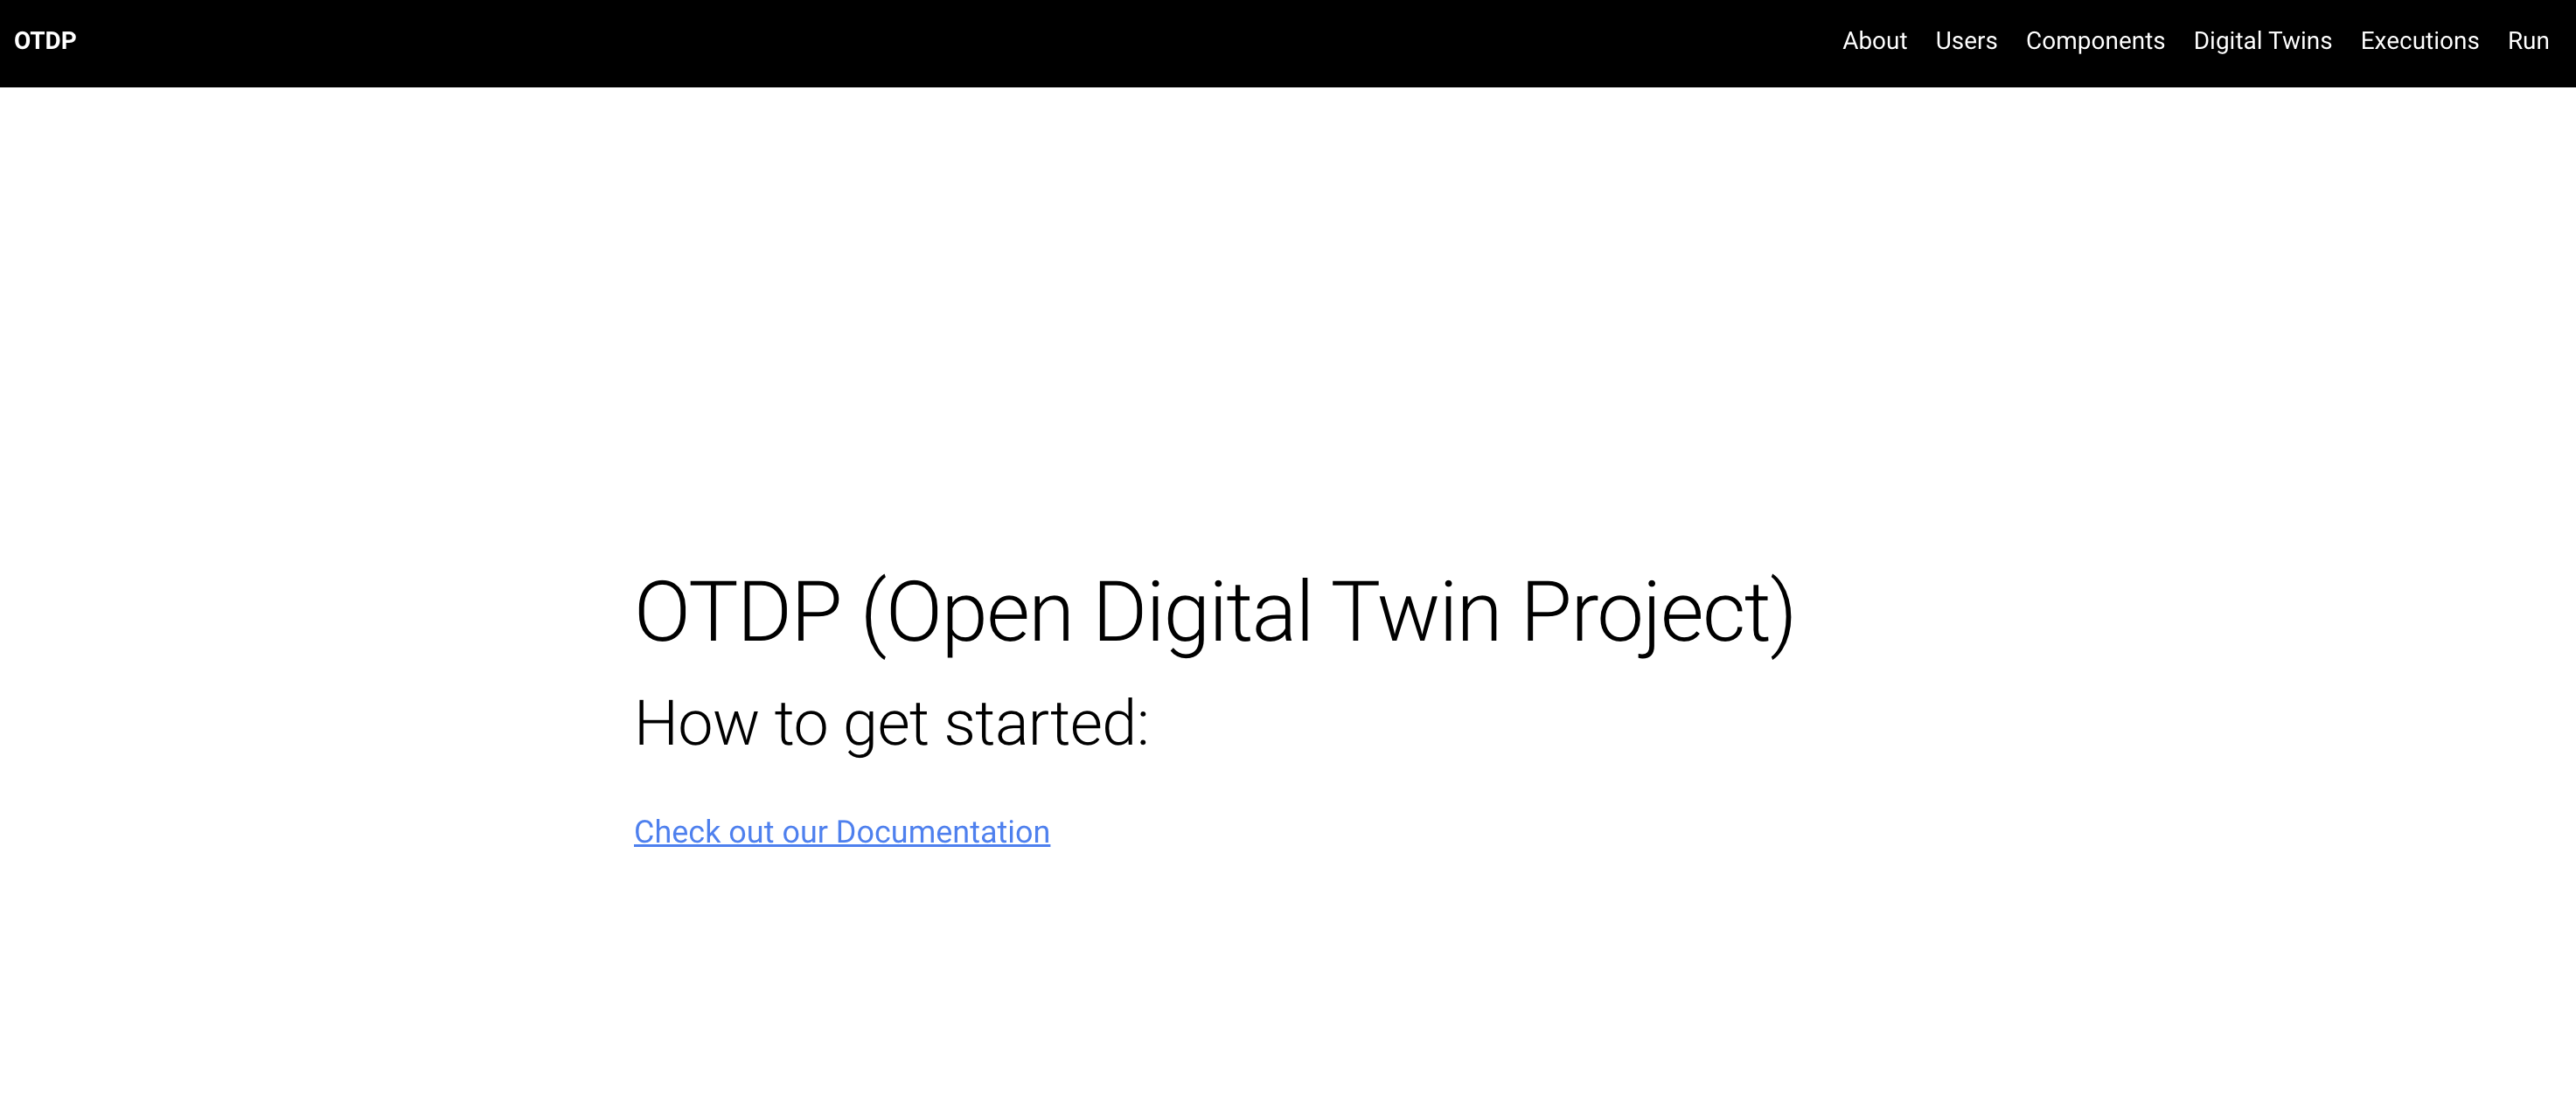 OTDP
About Users Components Digital Twins Executions Run
OTDP (Open Digital Twin Project)
How to get started:
Check out our Documentation